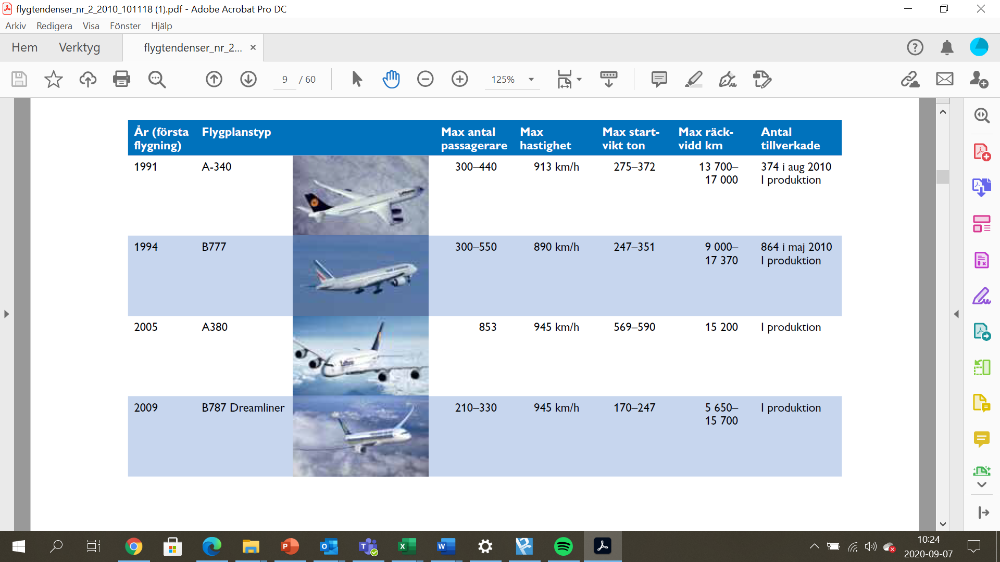 flygtendenser_nr_2_2010_101118 (1).pdf - Adobe Acrobat Pro DC
Arkiv Redigera Visa Fönster Hjälp
Hem Verktyg flygtendenser_nr_2...
9 / 60 125%
År (första flygning) Flygplanstyp Max antal passagerare Max hastighet Max start-vikt ton Max räck-vidd km Antal tillverkade
1991 A-340 300–440 913 km/h 275–372 13 700– 374 i aug 2010
17 000 I produktion
1994 B777 300–550 890 km/h 247–351 9 000– 864 i maj 2010
17 370 I produktion
2005 A380 853 945 km/h 569–590 15 200 I produktion
2009 B787 Dreamliner 210–330 945 km/h 170–247 5 650– I produktion
15 700
10:24
2020-09-07